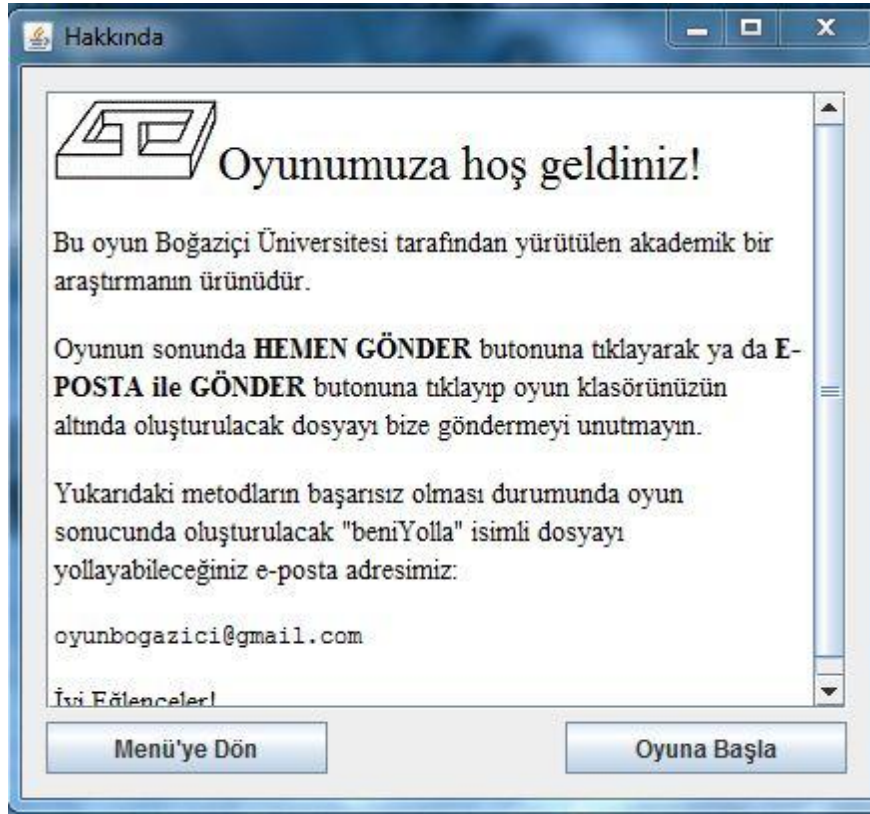 Hakkında
Oyunumuza hoş geldiniz!
Bu oyun Boğaziçi Üniversitesi tarafından yürütülen akademik bir
araştırmanın ürünüdür.
Oyunun sonunda HEMEN GÖNDER butonuna tıklayarak ya da E-
POSTA ile GÖNDER butonuna tıklayıp oyun klasörünüzün
altında oluşturulacak dosyayı bize göndermeyi unutmayın.
Yukarıdaki metodların başarısız olması durumunda oyun
sonucunda oluşturulacak "beniYolla" isimli dosyayı
yollayabileceğiniz e-posta adresimiz:
oyunbogazici@gmail.com
İyi Eğlenceler!
Menü'ye Dön
Oyuna Başla